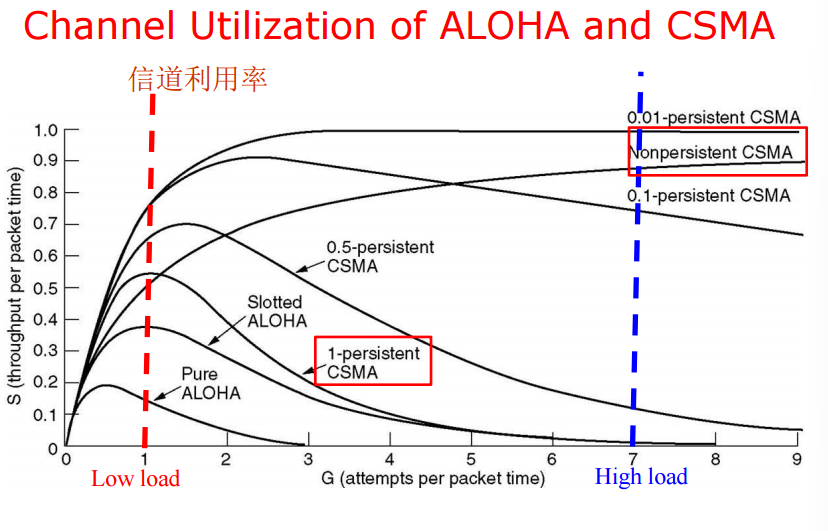 Channel Utilization of ALOHA and CSMA
信道利用率
0.01-persistent CSMA
Nonpersistent CSMA
0.1-persistent CSMA
0.5-persistent
CSMA
Slotted
ALOHA
1-persistent
CSMA
Pure
ALOHA
S (throughput per packet time)
1.0
0.9
0.8
0.7
0.6
0.5
0.4
0.3
0.2
0.1
0
0 1 2 3 4 5 6 7 8 9
Low load
G (attempts per packet time)
High load